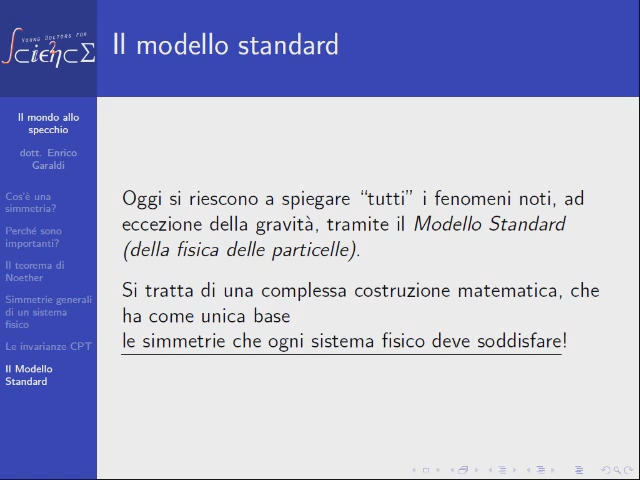 Young Doctors for
Il modello standard
Il mondo allo
specchio
dott. Enrico
Garaldi
Cos'è una
simmetria?
Perché sono
importanti?
Il teorema di
Noether
Simmetrie generali
di un sistema
fisico
Le invarianze CPT
Il Modello
Standard
Oggi si riescono a spiegare “tutti” i fenomeni noti, ad
eccezione della gravità, tramite il Modello Standard
(della fisica delle particelle).
Si tratta di una complessa costruzione matematica, che
ha come unica base
le simmetrie che ogni sistema fisico deve soddisfare!